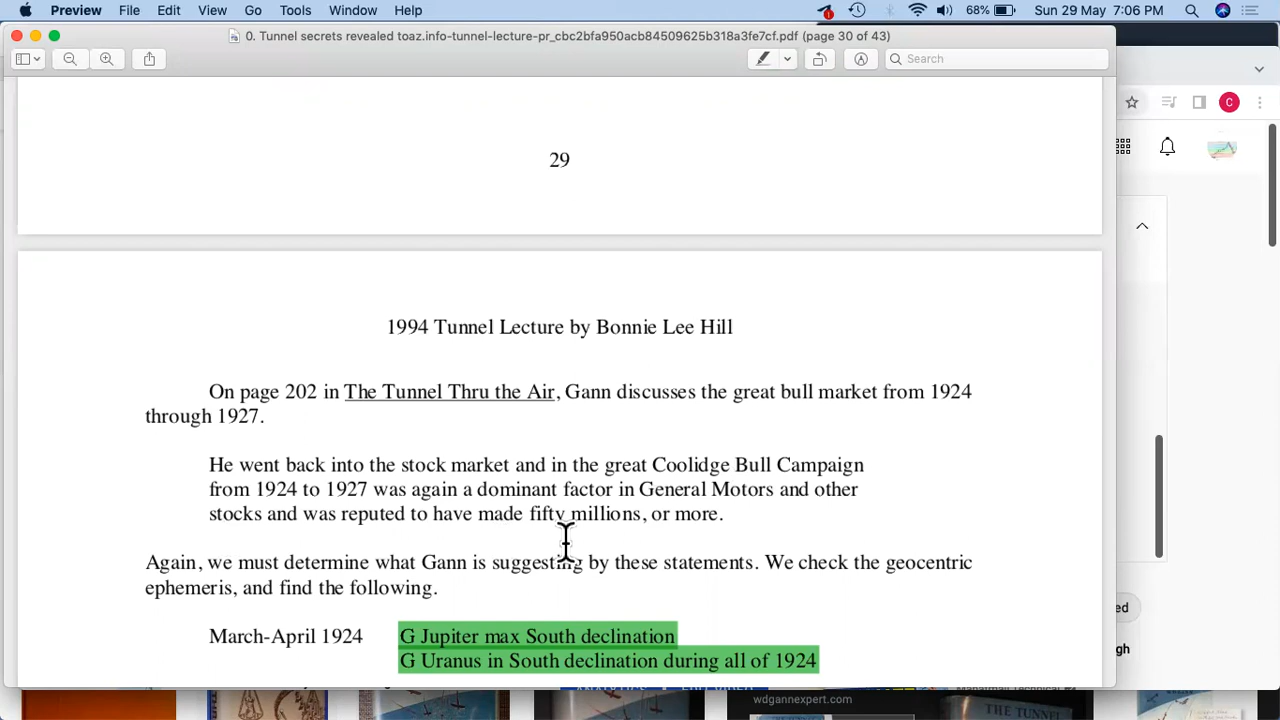 Preview File Edit View Go Tools Window Help 68% Sun 29 May 7:06 PM
0. Tunnel secrets revealed toaz.info-tunnel-lecture-pr_cbc2bfa950acb84509625b318a3fe7cf.pdf (page 30 of 43)
Search
C
29
1994 Tunnel Lecture by Bonnie Lee Hill
On page 202 in The Tunnel Thru the Air, Gann discusses the great bull market from 1924
through 1927.
He went back into the stock market and in the great Coolidge Bull Campaign
from 1924 to 1927 was again a dominant factor in General Motors and other
stocks and was reputed to have made fifty millions, or more.
Again, we must determine what Gann is suggesting by these statements. We check the geocentric
ephemeris, and find the following.
ed
March-April 1924 G Jupiter max South declination
gh
G Uranus in South declination during all of 1924
wdgannexpert.com
THE TUNNEL